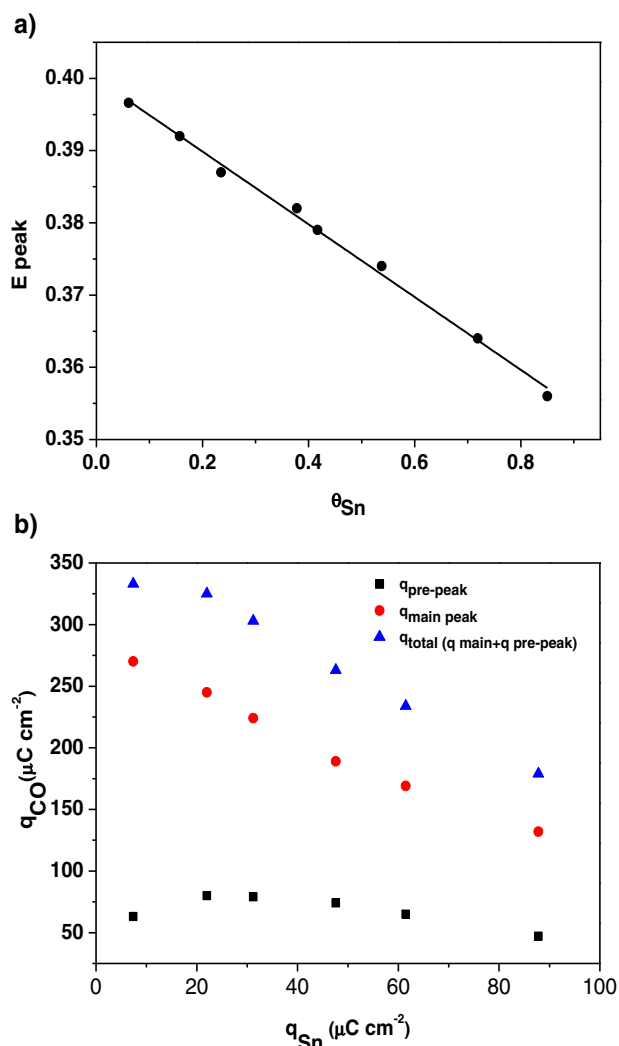 a)
0.40
0.39
0.38
0.37
0.36
0.35
E peak
0.0 0.2 0.4 0.6 0.8
θSn
b)
350
300
250
200
150
100
50
qCO(μC cm-2)
qpre-peak
qmain peak
qtotal (q main+q pre-peak)
0 20 40 60 80 100
qSn (μC cm-2)